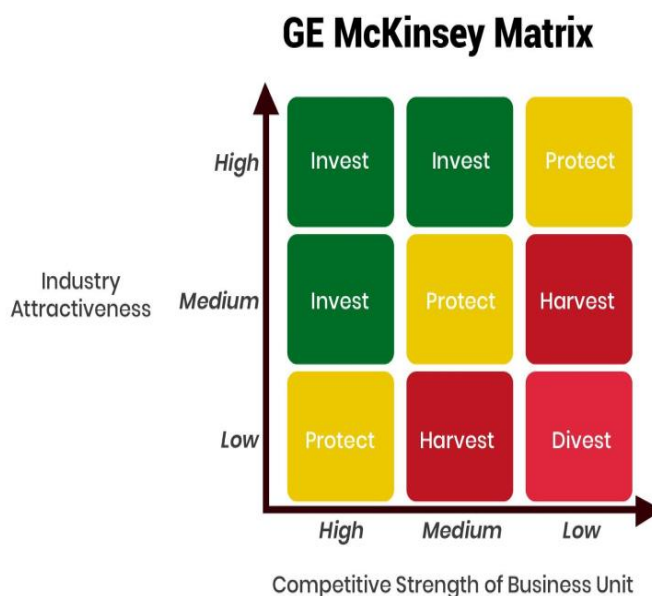 GE McKinsey Matrix
High
Invest
Invest
Protect
Industry
Attractiveness
Medium
Invest
Protect
Harvest
Low
Protect
Harvest
Divest
High
Medium
Low
Competitive Strength of Business Unit